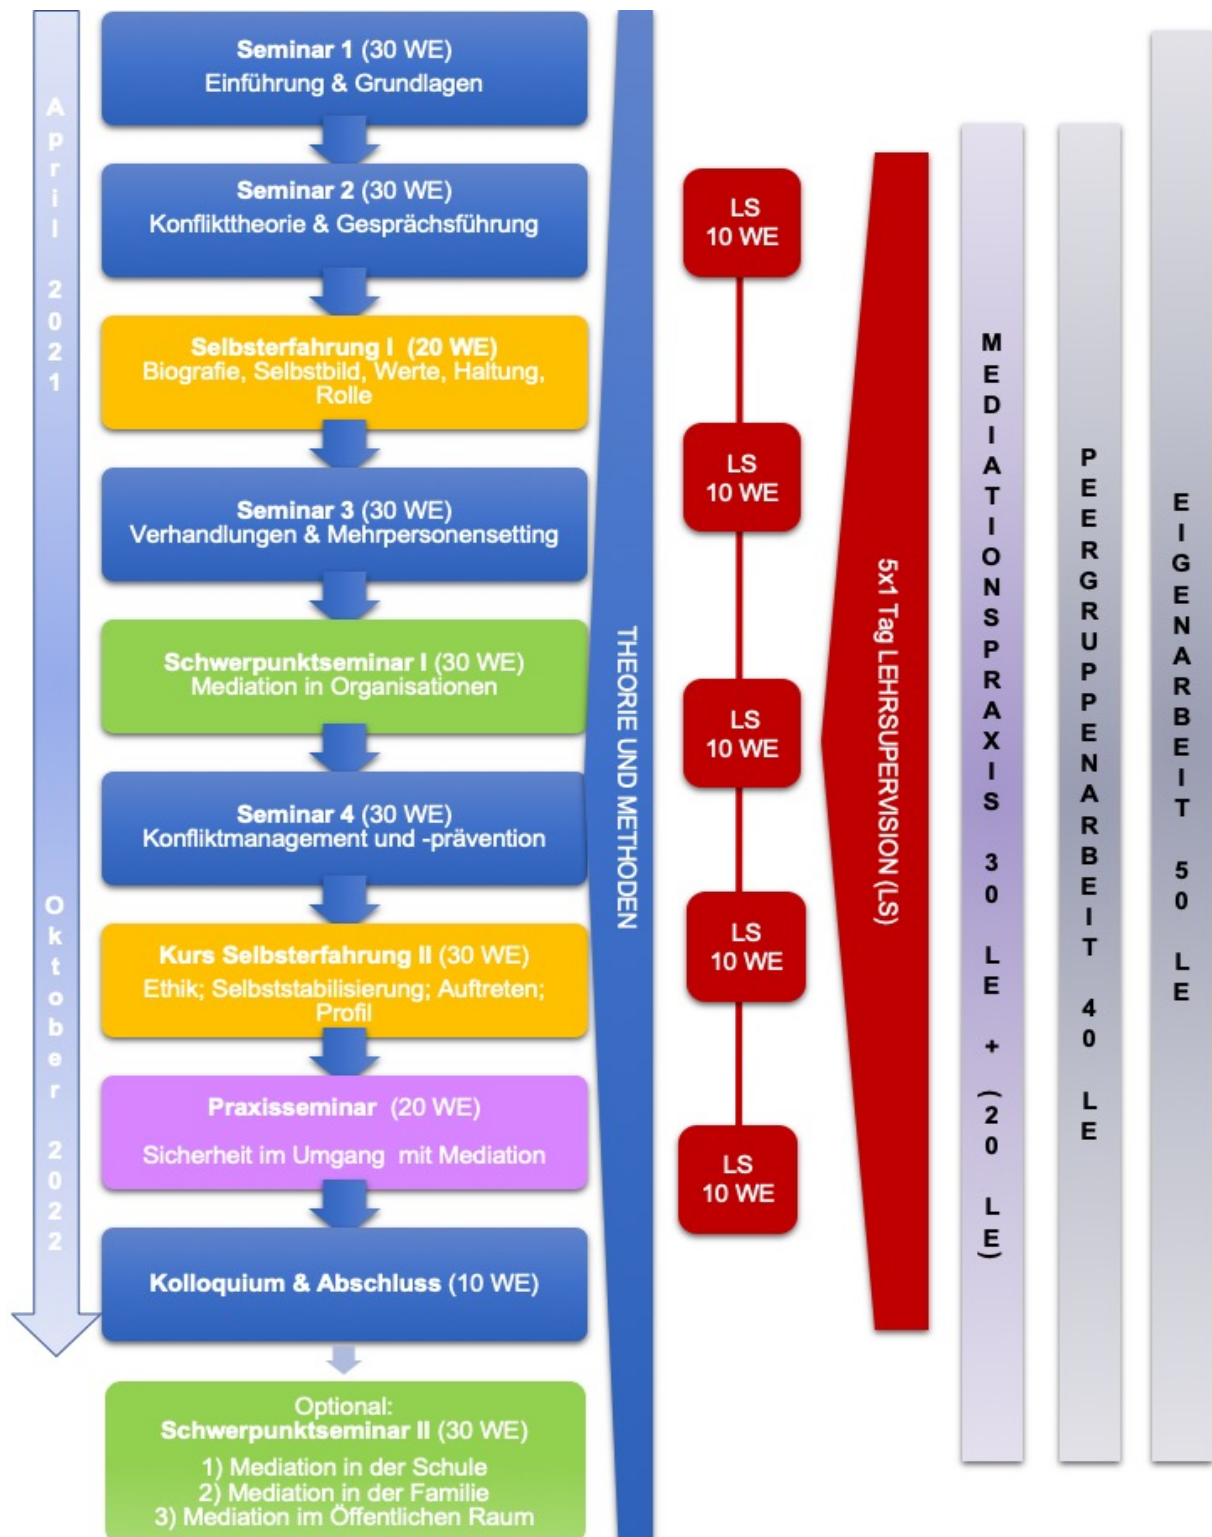 Seminar 1 (30 WE)
Einführung & Grundlagen
Seminar 2 (30 WE)
Konflikttheorie & Gesprächsführung
Selbsterfahrung I (20 WE)
Biografie, Selbstbild, Werte, Haltung,
Rolle
Seminar 3 (30 WE)
Verhandlungen & Mehrpersonensetting
Schwerpunktseminar I (30 WE)
Mediation in Organisationen
Seminar 4 (30 WE)
Konfliktmanagement und -prävention
Kurs Selbsterfahrung II (30 WE)
Ethik; Selbststabilisierung; Auftreten;
Profil
Praxisseminar (20 WE)
Sicherheit im Umgang mit Mediation
Kolloquium & Abschluss (10 WE)
Optional:
Schwerpunktseminar II (30 WE)
1) Mediation in der Schule
2) Mediation in der Familie
3) Mediation im Öffentlichen Raum
April 2021
Oktober 2022
THEORIE UND METHODEN
LS
10 WE
LS
10 WE
LS
10 WE
LS
10 WE
LS
10 WE
5x1 Tag LEHRSUPERVISION (LS)
MEDIATIONSPRAXIS 30 LE + (20 LE)
PEERGRUPPENARBEIT 40 LE
EIGENARBEIT 50 LE